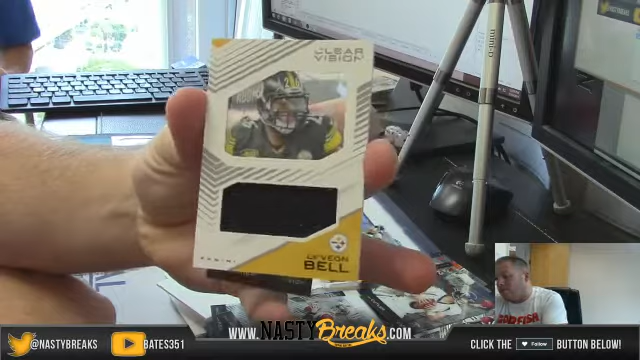 CLEAR
VISION
PANINI
LE'VEON
BELL
@NASTYBREAKS
BATES351
WWW.NASTYBreaks.COM
CLICK THE Follow BUTTON BELOW!